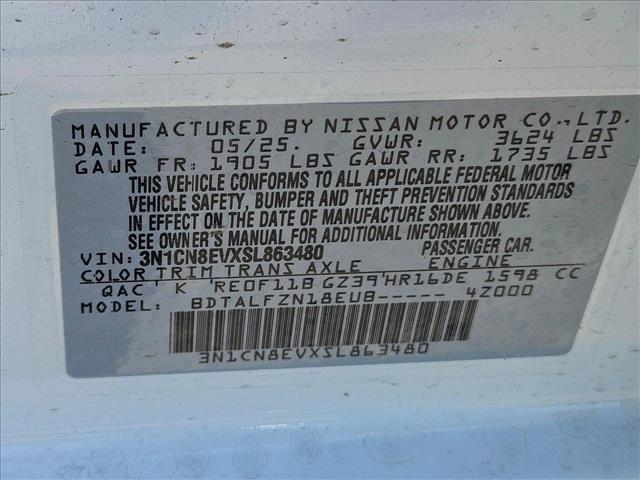 MANUFACTURED BY NISSAN MOTOR CO.,LTD.
DATE: 05/25. GVWR: 3624 LBS
GAWR FR: 1905 LBS GAWR RR: 1735 LBS
THIS VEHICLE CONFORMS TO ALL APPLICABLE FEDERAL MOTOR
VEHICLE SAFETY, BUMPER AND THEFT PREVENTION STANDARDS
IN EFFECT ON THE DATE OF MANUFACTURE SHOWN ABOVE.
SEE OWNER'S MANUAL FOR ADDITIONAL INFORMATION.
VIN: 3N1CN8EVXSL863480 PASSENGER CAR.
COLOR TRIM TRANS AXLE ENGINE
QAC K RE0F11B GZ39 HR16DE 1598 CC
MODEL: BDTALFZN18EUB----- 4Z000
3N1CN8EVXSL863480